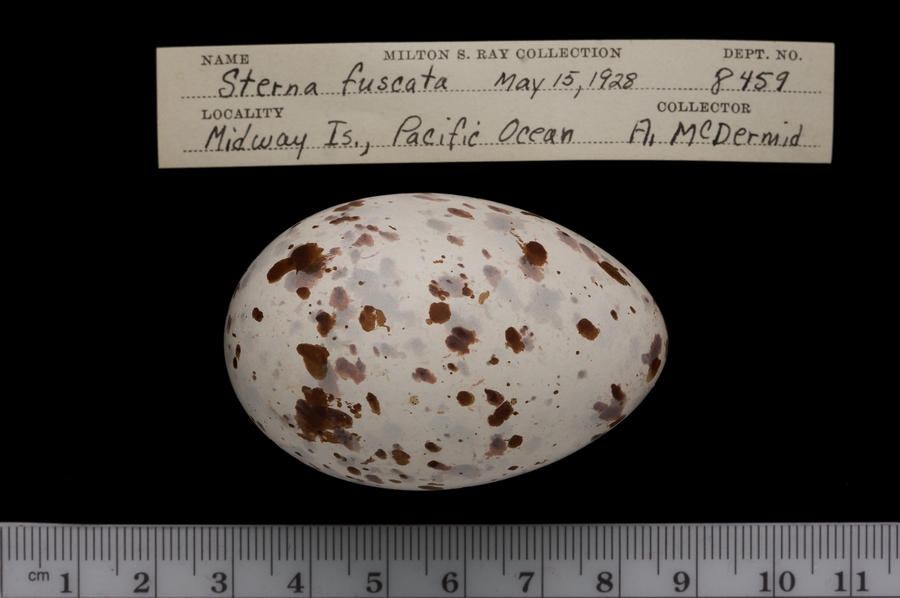 NAME MILTON S. RAY COLLECTION DEPT. NO.
Sterna fuscata May 15, 1928 8459
LOCALITY COLLECTOR
Midway Is., Pacific Ocean A. McDermid
cm 1 2 3 4 5 6 7 8 9 10 11